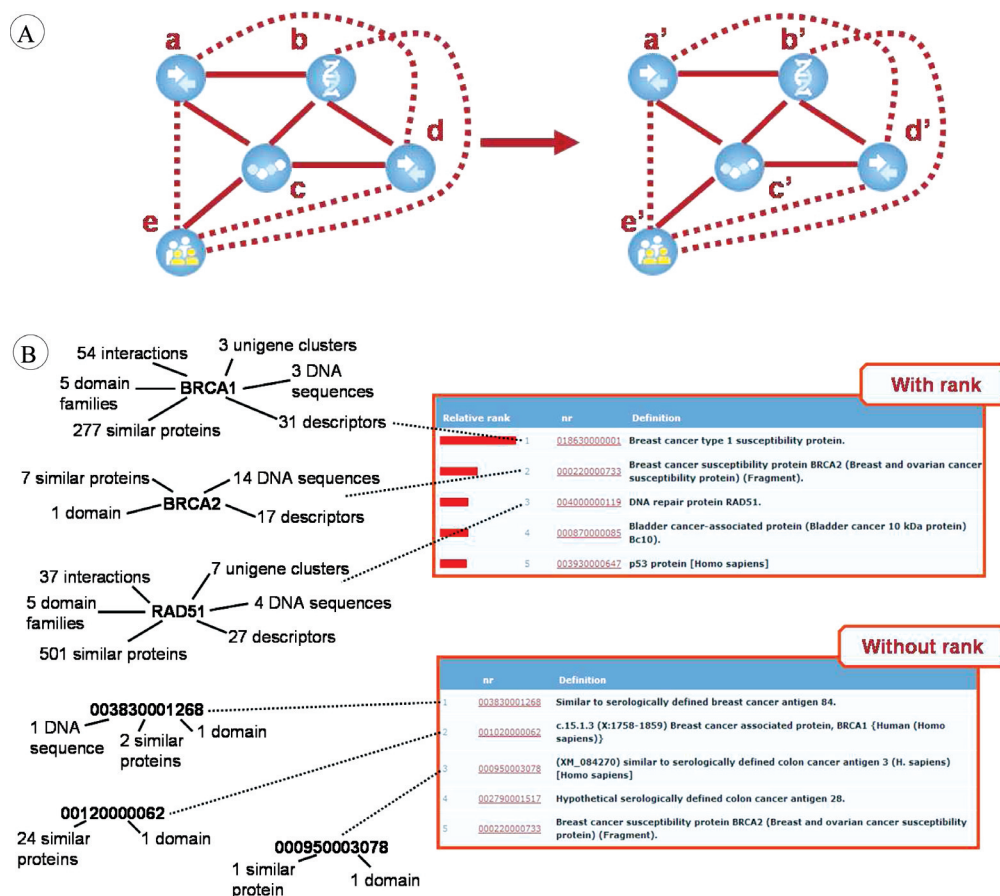 A
a
b
c
d
e
a'
b'
c'
d'
e'
B
54 interactions
3 unigene clusters
5 domain
families
BRCA1
3 DNA
sequences
277 similar proteins
31 descriptors
7 similar proteins
14 DNA sequences
1 domain
BRCA2
17 descriptors
37 interactions
7 unigene clusters
5 domain
families
RAD51
4 DNA sequences
501 similar proteins
27 descriptors
003830001268
1 DNA
sequence
2 similar
proteins
1 domain
00120000062
24 similar
proteins
1 domain
000950003078
1 similar
protein
1 domain
With rank
Relative rank nr Definition
1 018630000001 Breast cancer type 1 susceptibility protein.
2 000220000733 Breast cancer susceptibility protein BRCA2 (Breast and ovarian cancer
susceptibility protein) (Fragment).
3 004000000119 DNA repair protein RAD51.
4 000870000085 Bladder cancer-associated protein (Bladder cancer 10 kDa protein)
Bc10).
5 003930000647 p53 protein [Homo sapiens]
Without rank
nr Definition
1 003830001268 Similar to serologically defined breast cancer antigen 84.
2 001020000062 c.15.1.3 (X:1758-1859) Breast cancer associated protein, BRCA1 {Human (Homo
sapiens)}
3 000950003078 (XM_084270) similar to serologically defined colon cancer antigen 3 (H. sapiens)
[Homo sapiens]
4 002790001517 Hypothetical serologically defined colon cancer antigen 28.
5 000220000733 Breast cancer susceptibility protein BRCA2 (Breast and ovarian cancer susceptibility
protein) (Fragment).